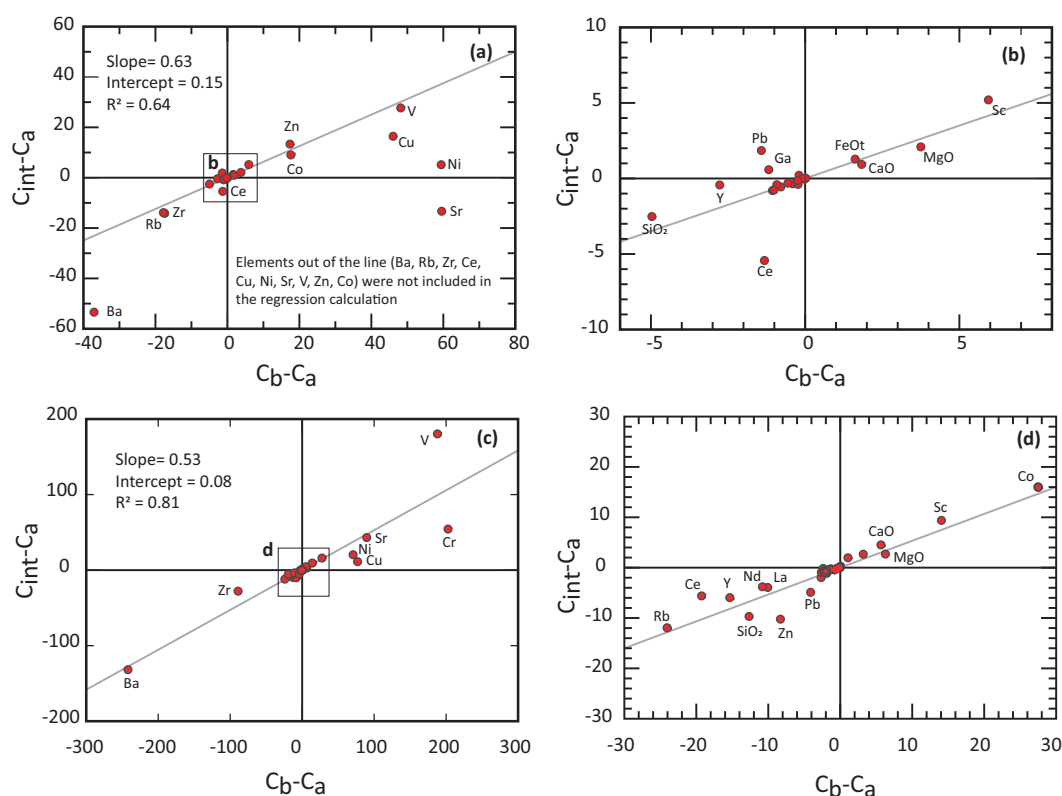 (a)
Slope= 0.63
Intercept = 0.15
R² = 0.64
60
40
20
0
-20
-40
-60
Cint-Ca
Zn
V
Cu
Co
Ni
b
Ce
Rb
Zr
Sr
Ba
Elements out of the line (Ba, Rb, Zr, Ce,
Cu, Ni, Sr, V, Zn, Co) were not included in
the regression calculation
-40 -20 0 20 40 60 80
Cb-Ca
(b)
10
5
0
-5
-10
Cint-Ca
Sc
Pb
Ga
FeOt
MgO
CaO
Y
SiO₂
Ce
-5 0 5
Cb-Ca
(c)
Slope= 0.53
Intercept = 0.08
R² = 0.81
200
100
0
-100
-200
Cint-Ca
V
Sr
Cr
Ni
Cu
d
Zr
Ba
-300 -200 -100 0 100 200 300
Cb-Ca
(d)
30
20
10
0
-10
-20
-30
Cint-Ca
Co
Sc
CaO
MgO
Nd
La
Ce
Y
Pb
Rb
SiO₂
Zn
-30 -20 -10 0 10 20 30
Cb-Ca